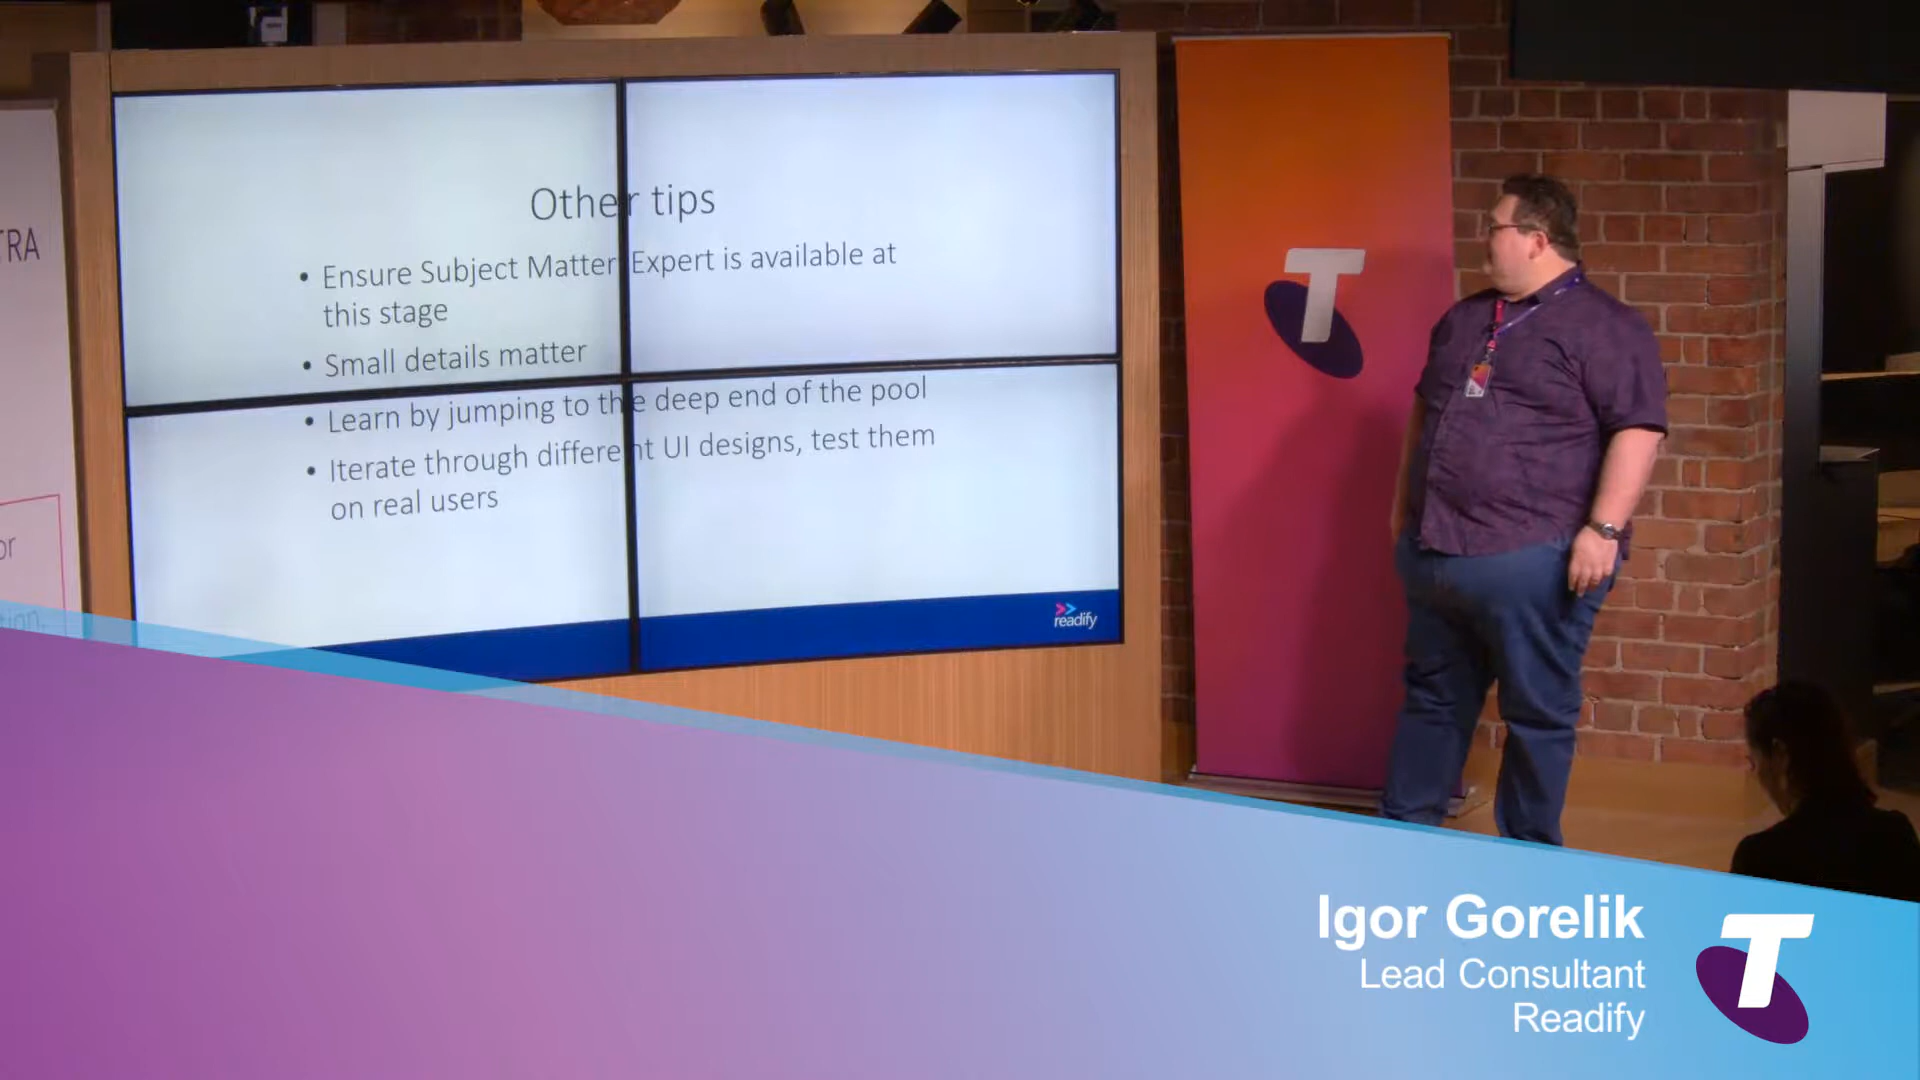 Other tips
• Ensure Subject Matter Expert is available at
this stage
• Small details matter
• Learn by jumping to the deep end of the pool
• Iterate through different UI designs, test them
on real users
readify
TRA
or
T
Igor Gorelik
Lead Consultant
Readify
T